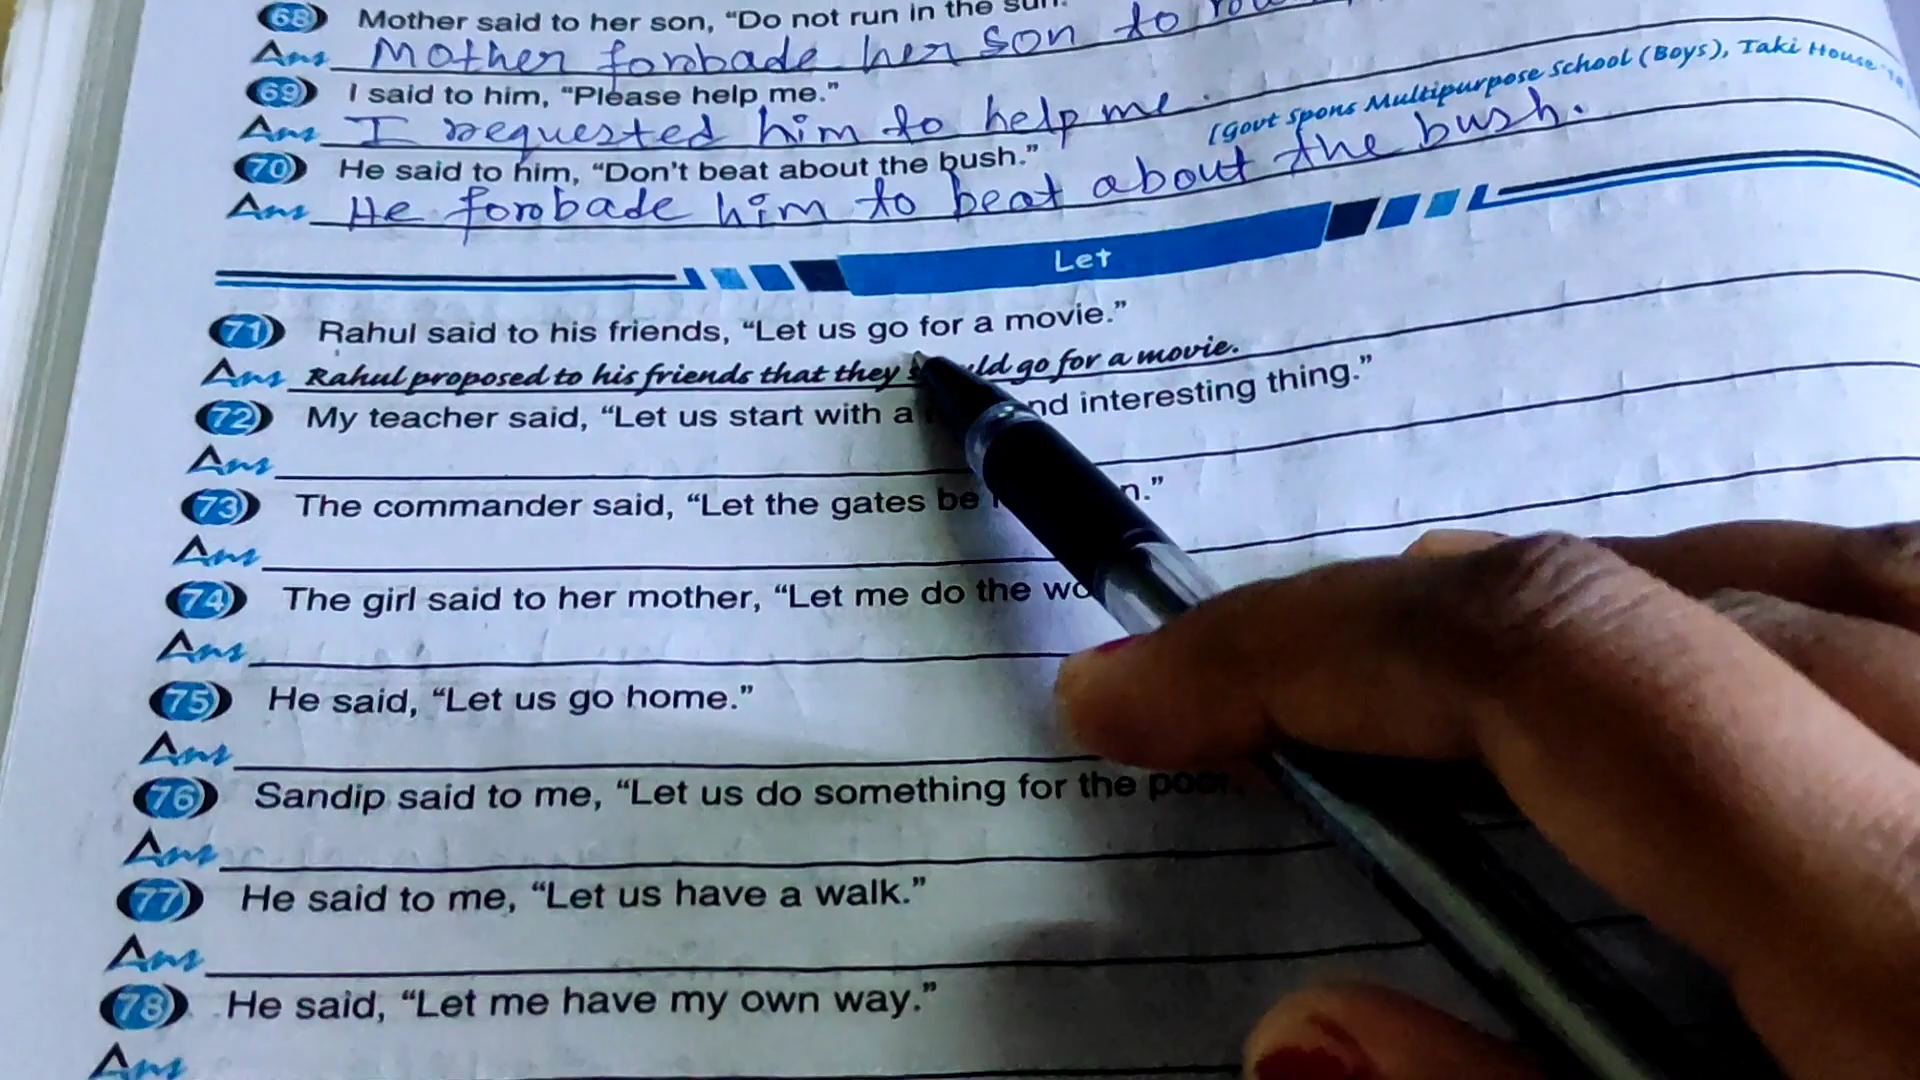 68 Mother said to her son, “Do not run in the sun.
Ans Mother forobade her son to
69 I said to him, “Please help me.”
[Govt Spons Multipurpose School (Boys), Taki House
Ans I requested him to help me.
70 He said to him, “Don't beat about the bush.”
Ans He forobade him to beat about the bush.
Let
71 Rahul said to his friends, “Let us go for a movie.”
Ans Rahul proposed to his friends that they should go for a movie.
72 My teacher said, “Let us start with a and interesting thing.”
Ans
73 The commander said, “Let the gates be
Ans
74 The girl said to her mother, “Let me do the
Ans
75 He said, “Let us go home.”
Ans
76 Sandip said to me, “Let us do something for the poor.
Ans
77 He said to me, “Let us have a walk.”
Ans
78 He said, “Let me have my own way.”
Ans